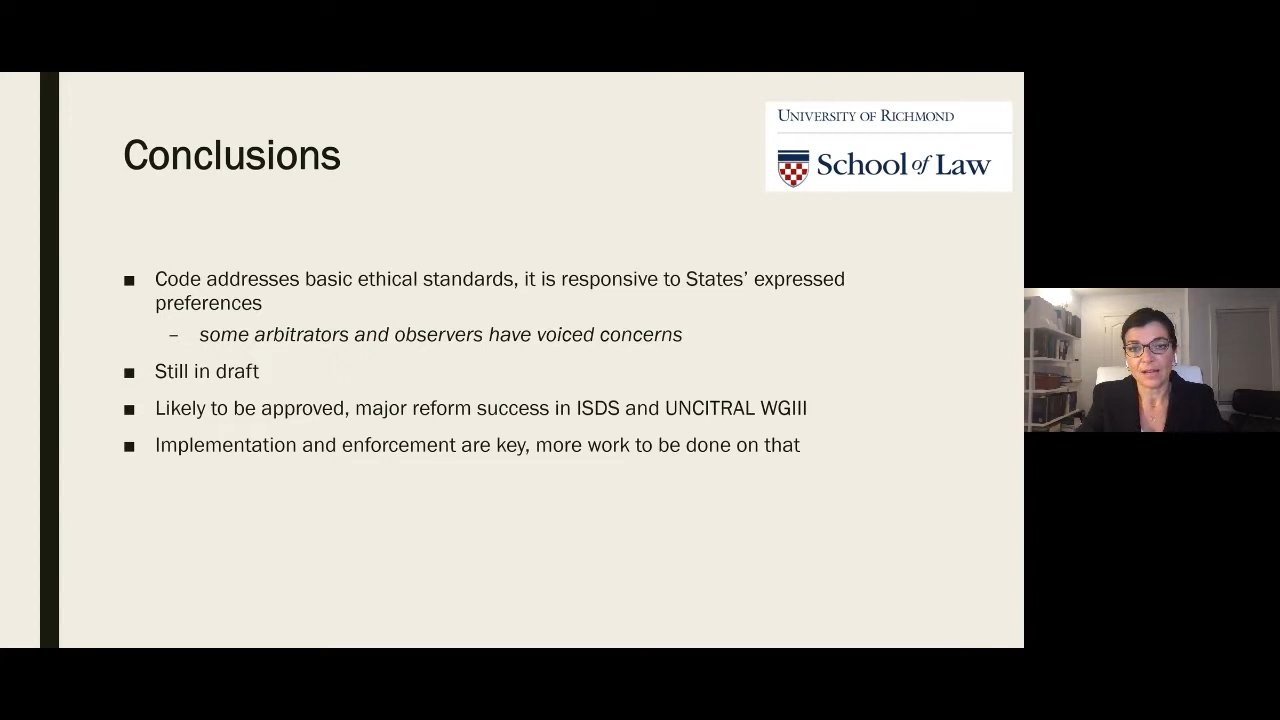 UNIVERSITY OF RICHMOND
School of Law
Conclusions
■ Code addresses basic ethical standards, it is responsive to States’ expressed
preferences
– some arbitrators and observers have voiced concerns
■ Still in draft
■ Likely to be approved, major reform success in ISDS and UNCITRAL WGIII
■ Implementation and enforcement are key, more work to be done on that